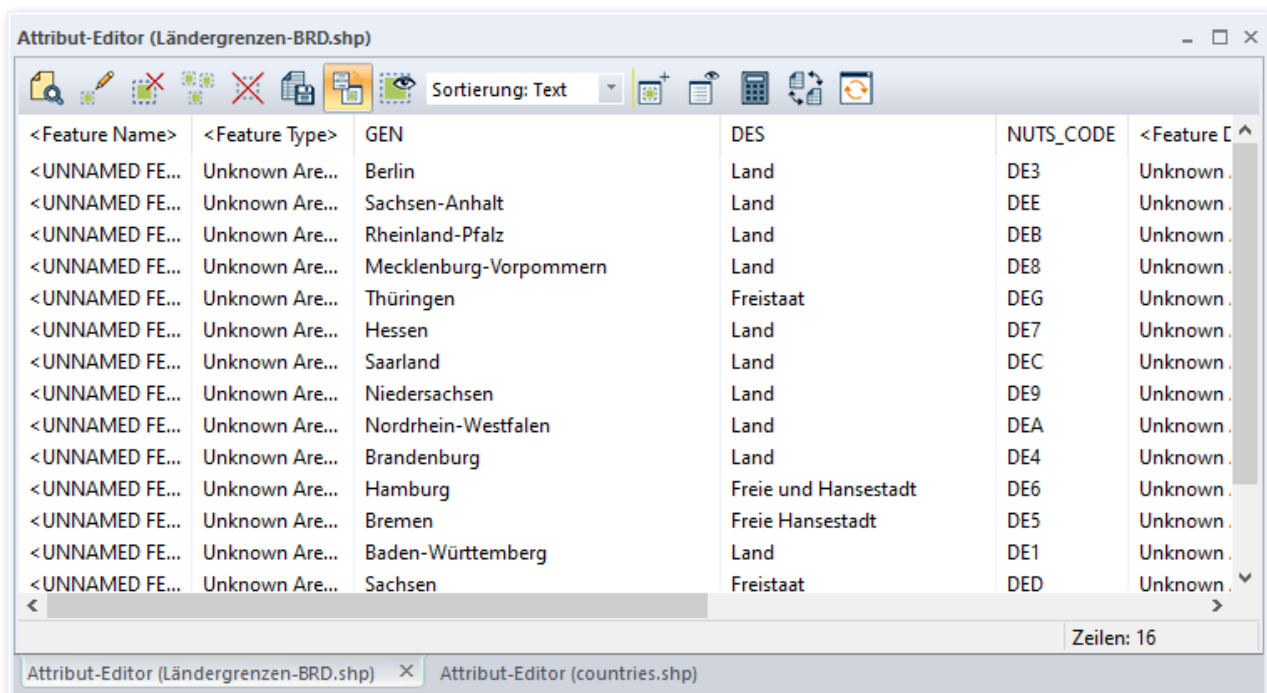 Attribut-Editor (Ländergrenzen-BRD.shp)
Sortierung: Text
<Feature Name> <Feature Type> GEN DES NUTS_CODE <Feature D
<UNNAMED FE... Unknown Are... Berlin Land DE3 Unknown
<UNNAMED FE... Unknown Are... Sachsen-Anhalt Land DEE Unknown
<UNNAMED FE... Unknown Are... Rheinland-Pfalz Land DEB Unknown
<UNNAMED FE... Unknown Are... Mecklenburg-Vorpommern Land DE8 Unknown
<UNNAMED FE... Unknown Are... Thüringen Freistaat DEG Unknown
<UNNAMED FE... Unknown Are... Hessen Land DE7 Unknown
<UNNAMED FE... Unknown Are... Saarland Land DEC Unknown
<UNNAMED FE... Unknown Are... Niedersachsen Land DE9 Unknown
<UNNAMED FE... Unknown Are... Nordrhein-Westfalen Land DEA Unknown
<UNNAMED FE... Unknown Are... Brandenburg Land DE4 Unknown
<UNNAMED FE... Unknown Are... Hamburg Freie und Hansestadt DE6 Unknown
<UNNAMED FE... Unknown Are... Bremen Freie Hansestadt DE5 Unknown
<UNNAMED FE... Unknown Are... Baden-Württemberg Land DE1 Unknown
<UNNAMED FE... Unknown Are... Sachsen Freistaat DED Unknown
Zeilen: 16
Attribut-Editor (Ländergrenzen-BRD.shp) Attribut-Editor (countries.shp)